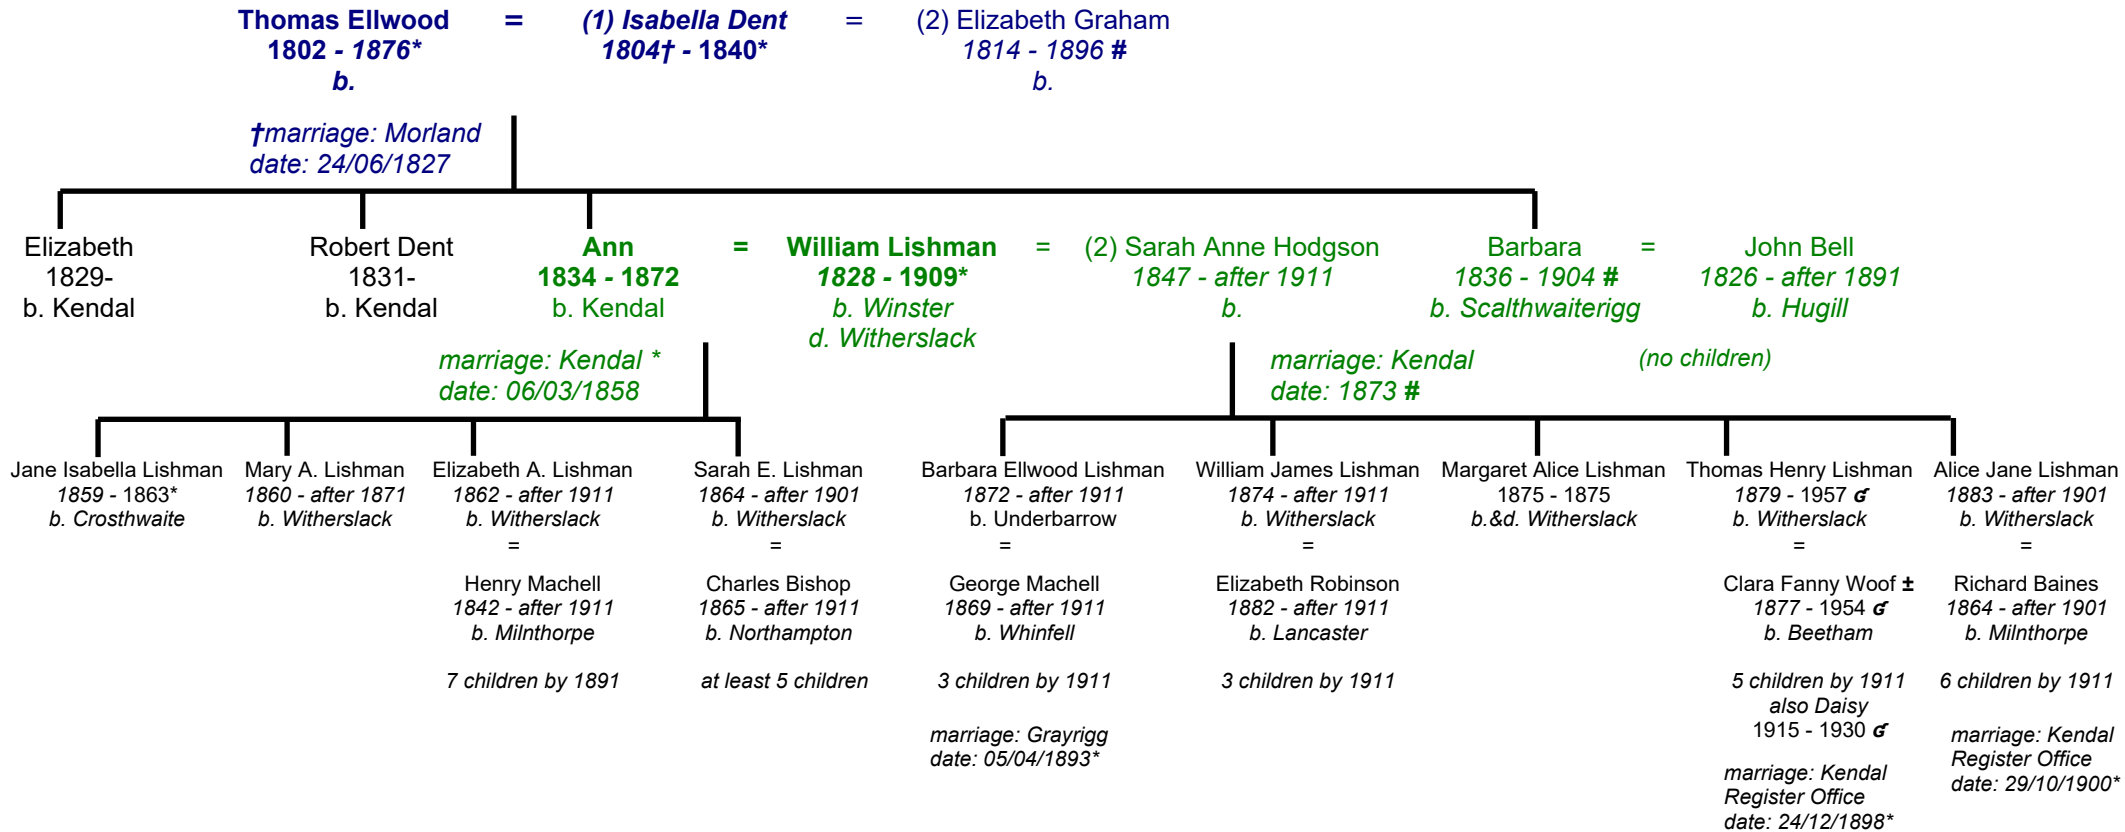 Thomas Ellwood = (1) Isabella Dent = (2) Elizabeth Graham
1802 - 1876* 1804† - 1840* 1814 - 1896 #
b. b.
†marriage: Morland
date: 24/06/1827
Elizabeth Robert Dent Ann = William Lishman = (2) Sarah Anne Hodgson Barbara = John Bell
1829- 1831- 1834 - 1872 1828 - 1909* 1847 - after 1911 1836 - 1904 # 1826 - after 1891
b. Kendal b. Kendal b. Kendal b. Winster b. b. Scalthwaiterigg b. Hugill
d. Witherslack
marriage: Kendal * marriage: Kendal (no children)
date: 06/03/1858 date: 1873 #
Jane Isabella Lishman Mary A. Lishman Elizabeth A. Lishman Sarah E. Lishman Barbara Ellwood Lishman William James Lishman Margaret Alice Lishman Thomas Henry Lishman Alice Jane Lishman
1859 - 1863* 1860 - after 1871 1862 - after 1911 1864 - after 1901 1872 - after 1911 1874 - after 1911 1875 - 1875 1879 - 1957 ɠ 1883 - after 1901
b. Crosthwaite b. Witherslack b. Witherslack b. Witherslack b. Underbarrow b. Witherslack b.&d. Witherslack b. Witherslack b. Witherslack
= = = = = =
Henry Machell Charles Bishop George Machell Elizabeth Robinson Clara Fanny Woof ± Richard Baines
1842 - after 1911 1865 - after 1911 1869 - after 1911 1882 - after 1911 1877 - 1954 ɠ 1864 - after 1901
b. Milnthorpe b. Northampton b. Whinfell b. Lancaster b. Beetham b. Milnthorpe
7 children by 1891 at least 5 children 3 children by 1911 3 children by 1911 5 children by 1911 6 children by 1911
also Daisy
1915 - 1930 ɠ
marriage: Grayrigg marriage: Kendal
date: 05/04/1893* Register Office
date: 29/10/1900*
marriage: Kendal
Register Office
date: 24/12/1898*